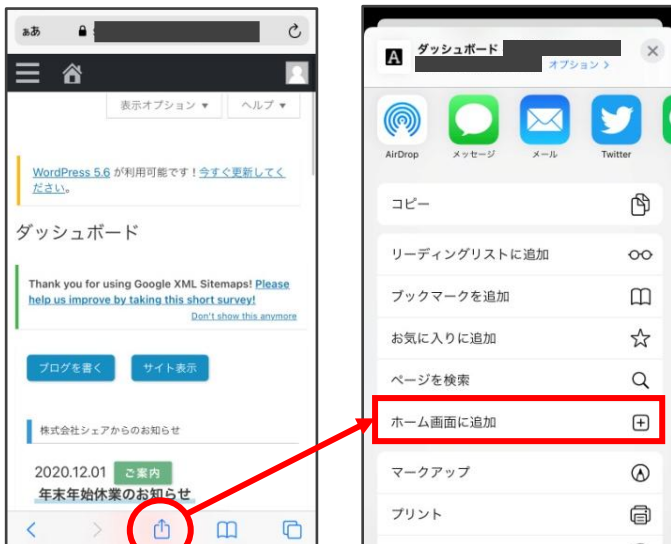 ぁあ
表示オプション ▼
ヘルプ ▼
WordPress 5.6 が利用可能です！今すぐ更新してく
ださい。
ダッシュボード
Thank you for using Google XML Sitemaps! Please
help us improve by taking this short survey!
Don't show this anymore
ブログを書く
サイト表示
株式会社シェアからのお知らせ
2020.12.01 ご案内
年末年始休業のお知らせ
A
ダッシュボード
オプション >
AirDrop
メッセージ
メール
Twitter
コピー
リーディングリストに追加
ブックマークを追加
お気に入りに追加
ページを検索
ホーム画面に追加
マークアップ
プリント